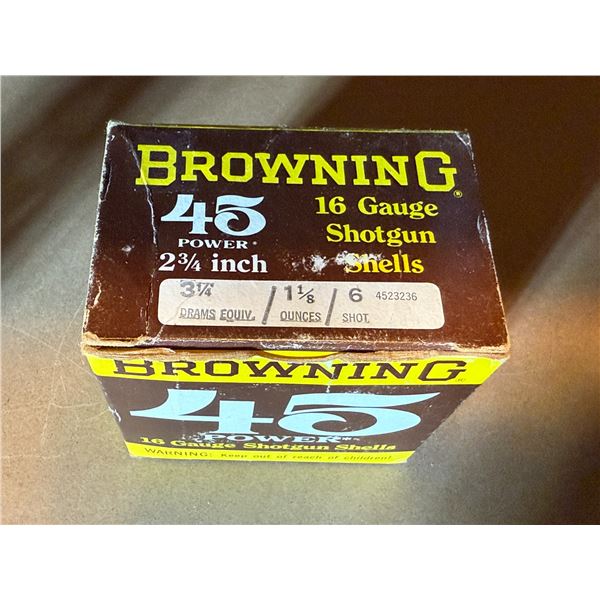 BROWNING®
45 16 Gauge
POWER* Shotgun
2¾ inch Shells
3¼ / 1⅛ / 6 4523236
DRAMS EQUIV. / OUNCES / SHOT
BROWNING®
45
POWER*
16 Gauge Shotgun Shells
WARNING: Keep out of reach of children.